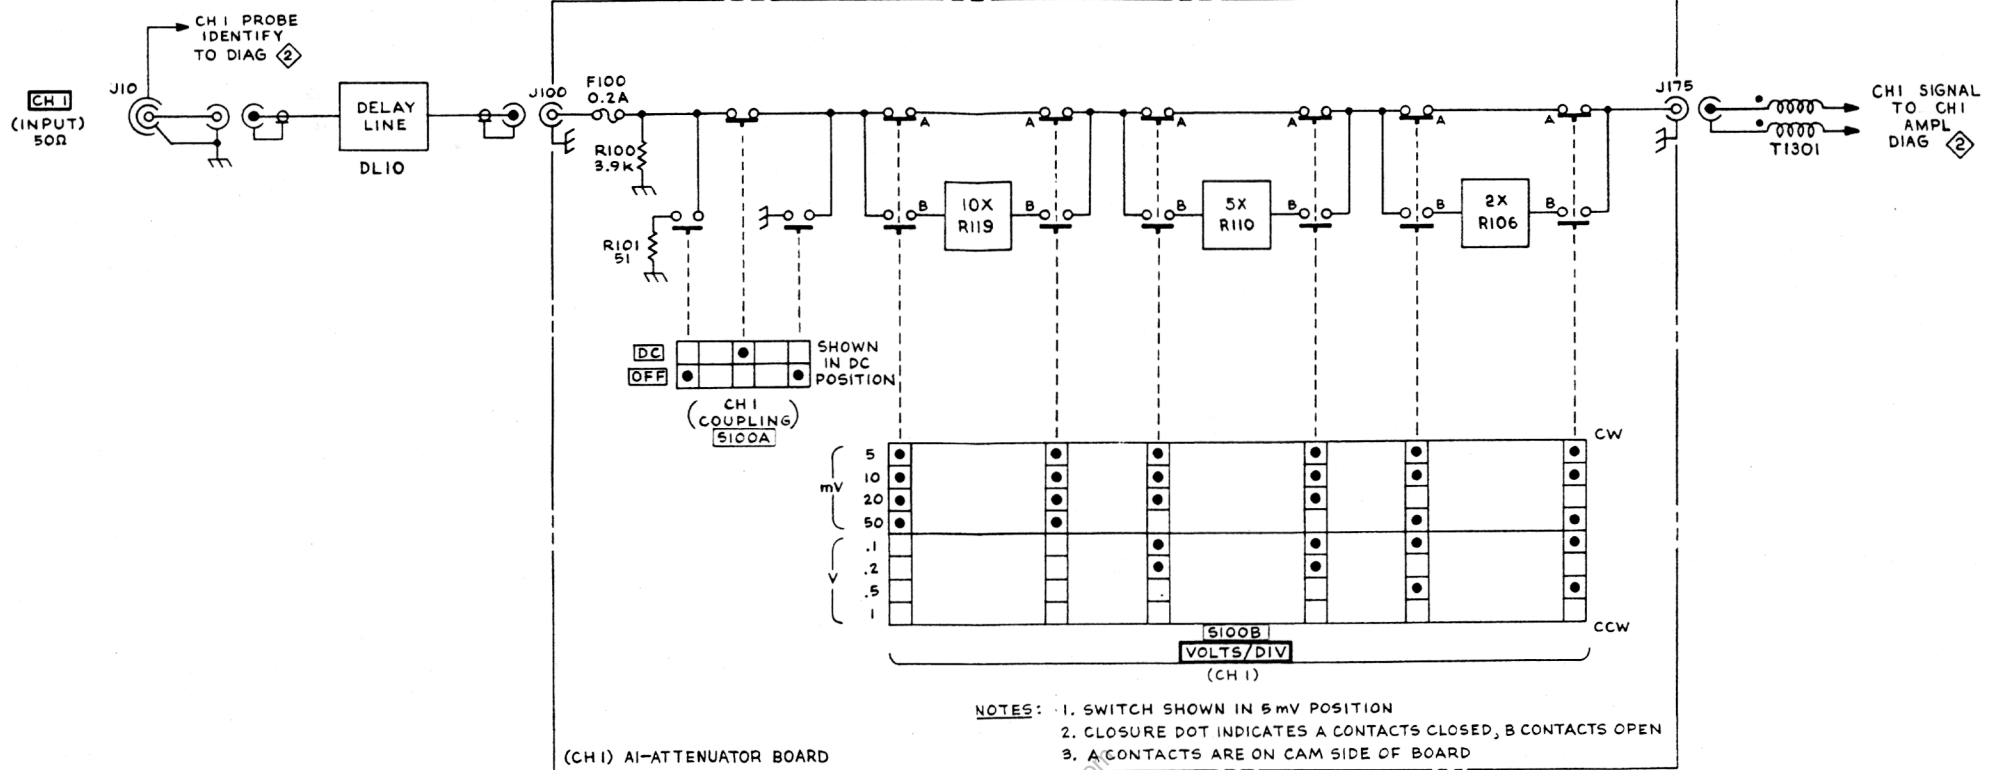 CH 1 PROBE
IDENTIFY
TO DIAG 2
J10
CH 1
(INPUT)
50Ω
DELAY
LINE
DL10
J100
F100
0.2A
R100
3.9K
R101
51
A
A
A
A
A
A
B
10X
R119
B
B
5X
R110
B
B
2X
R106
B
J175
T1301
CH1 SIGNAL
TO CH1
AMPL
DIAG 2
DC
OFF
SHOWN
IN DC
POSITION
(CH 1
COUPLING)
S100A
CW
mV
5
10
20
50
V
.1
.2
.5
1
CCW
S100B
VOLTS/DIV
(CH 1)
NOTES: 1. SWITCH SHOWN IN 5mV POSITION
2. CLOSURE DOT INDICATES A CONTACTS CLOSED, B CONTACTS OPEN
3. A CONTACTS ARE ON CAM SIDE OF BOARD
(CH 1) A1-ATTENUATOR BOARD